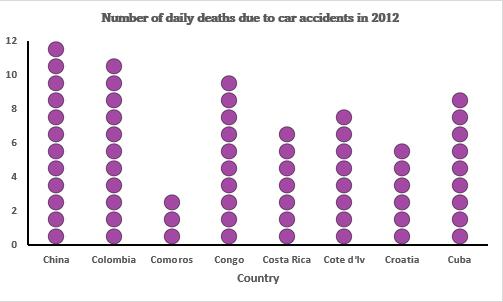 Number of daily deaths due to car accidents in 2012
12
10
8
6
4
2
0
China Colombia Comoros Congo Costa Rica Cote d'Iv Croatia Cuba
Country